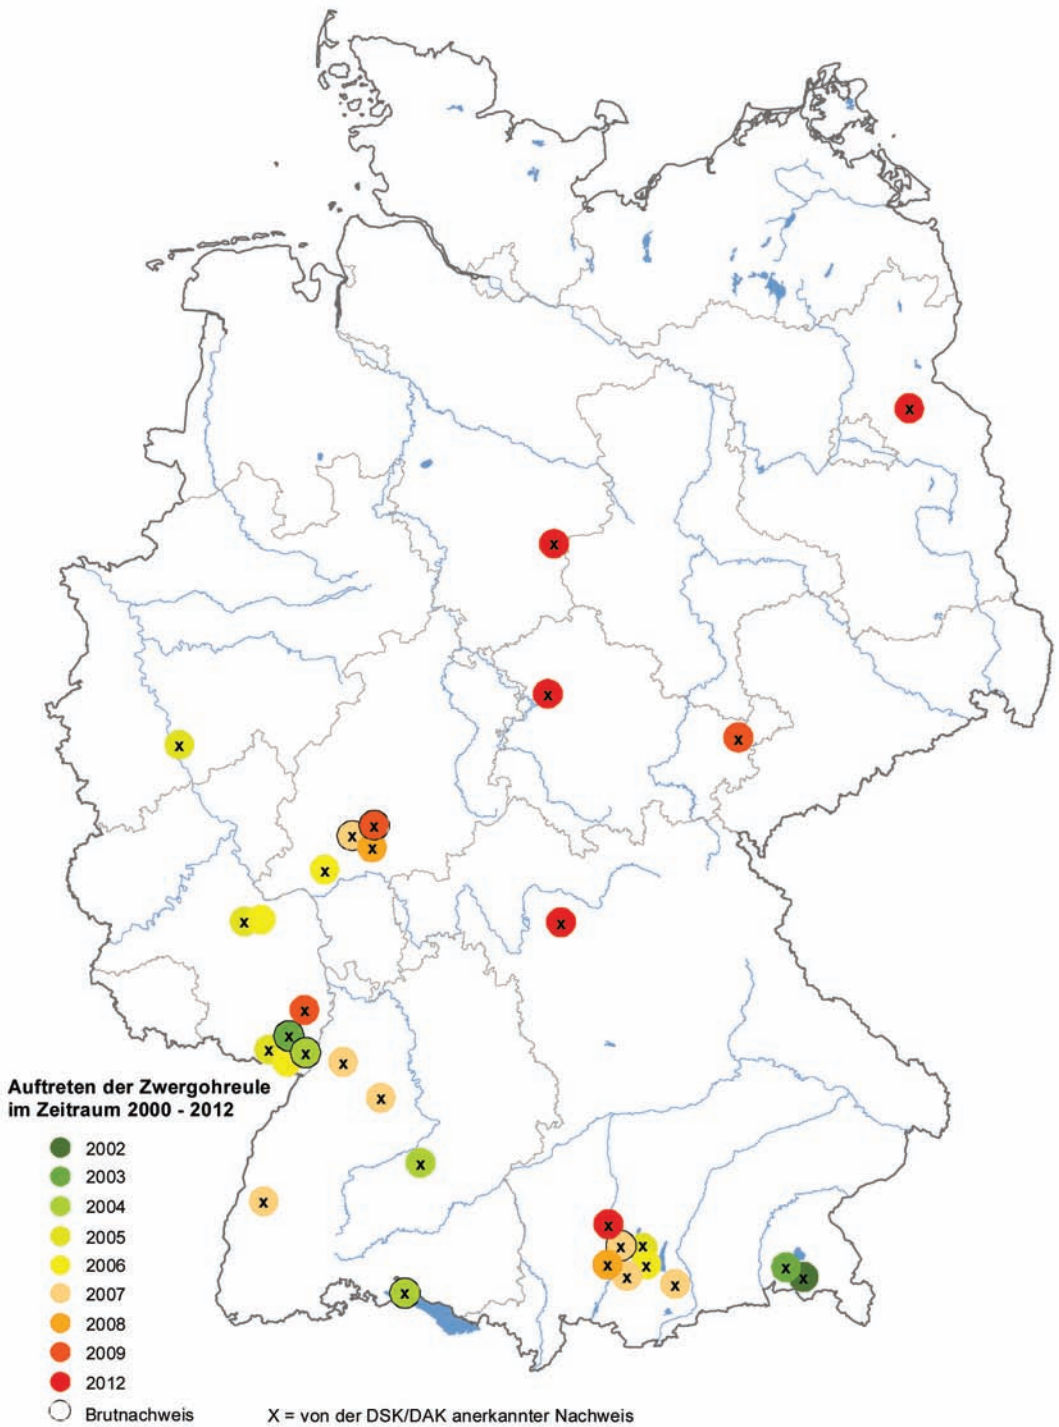 Auftreten der Zwergohreule
im Zeitraum 2000 - 2012
2002
2003
2004
2005
2006
2007
2008
2009
2012
Brutnachweis
X = von der DSK/DAK anerkannter Nachweis